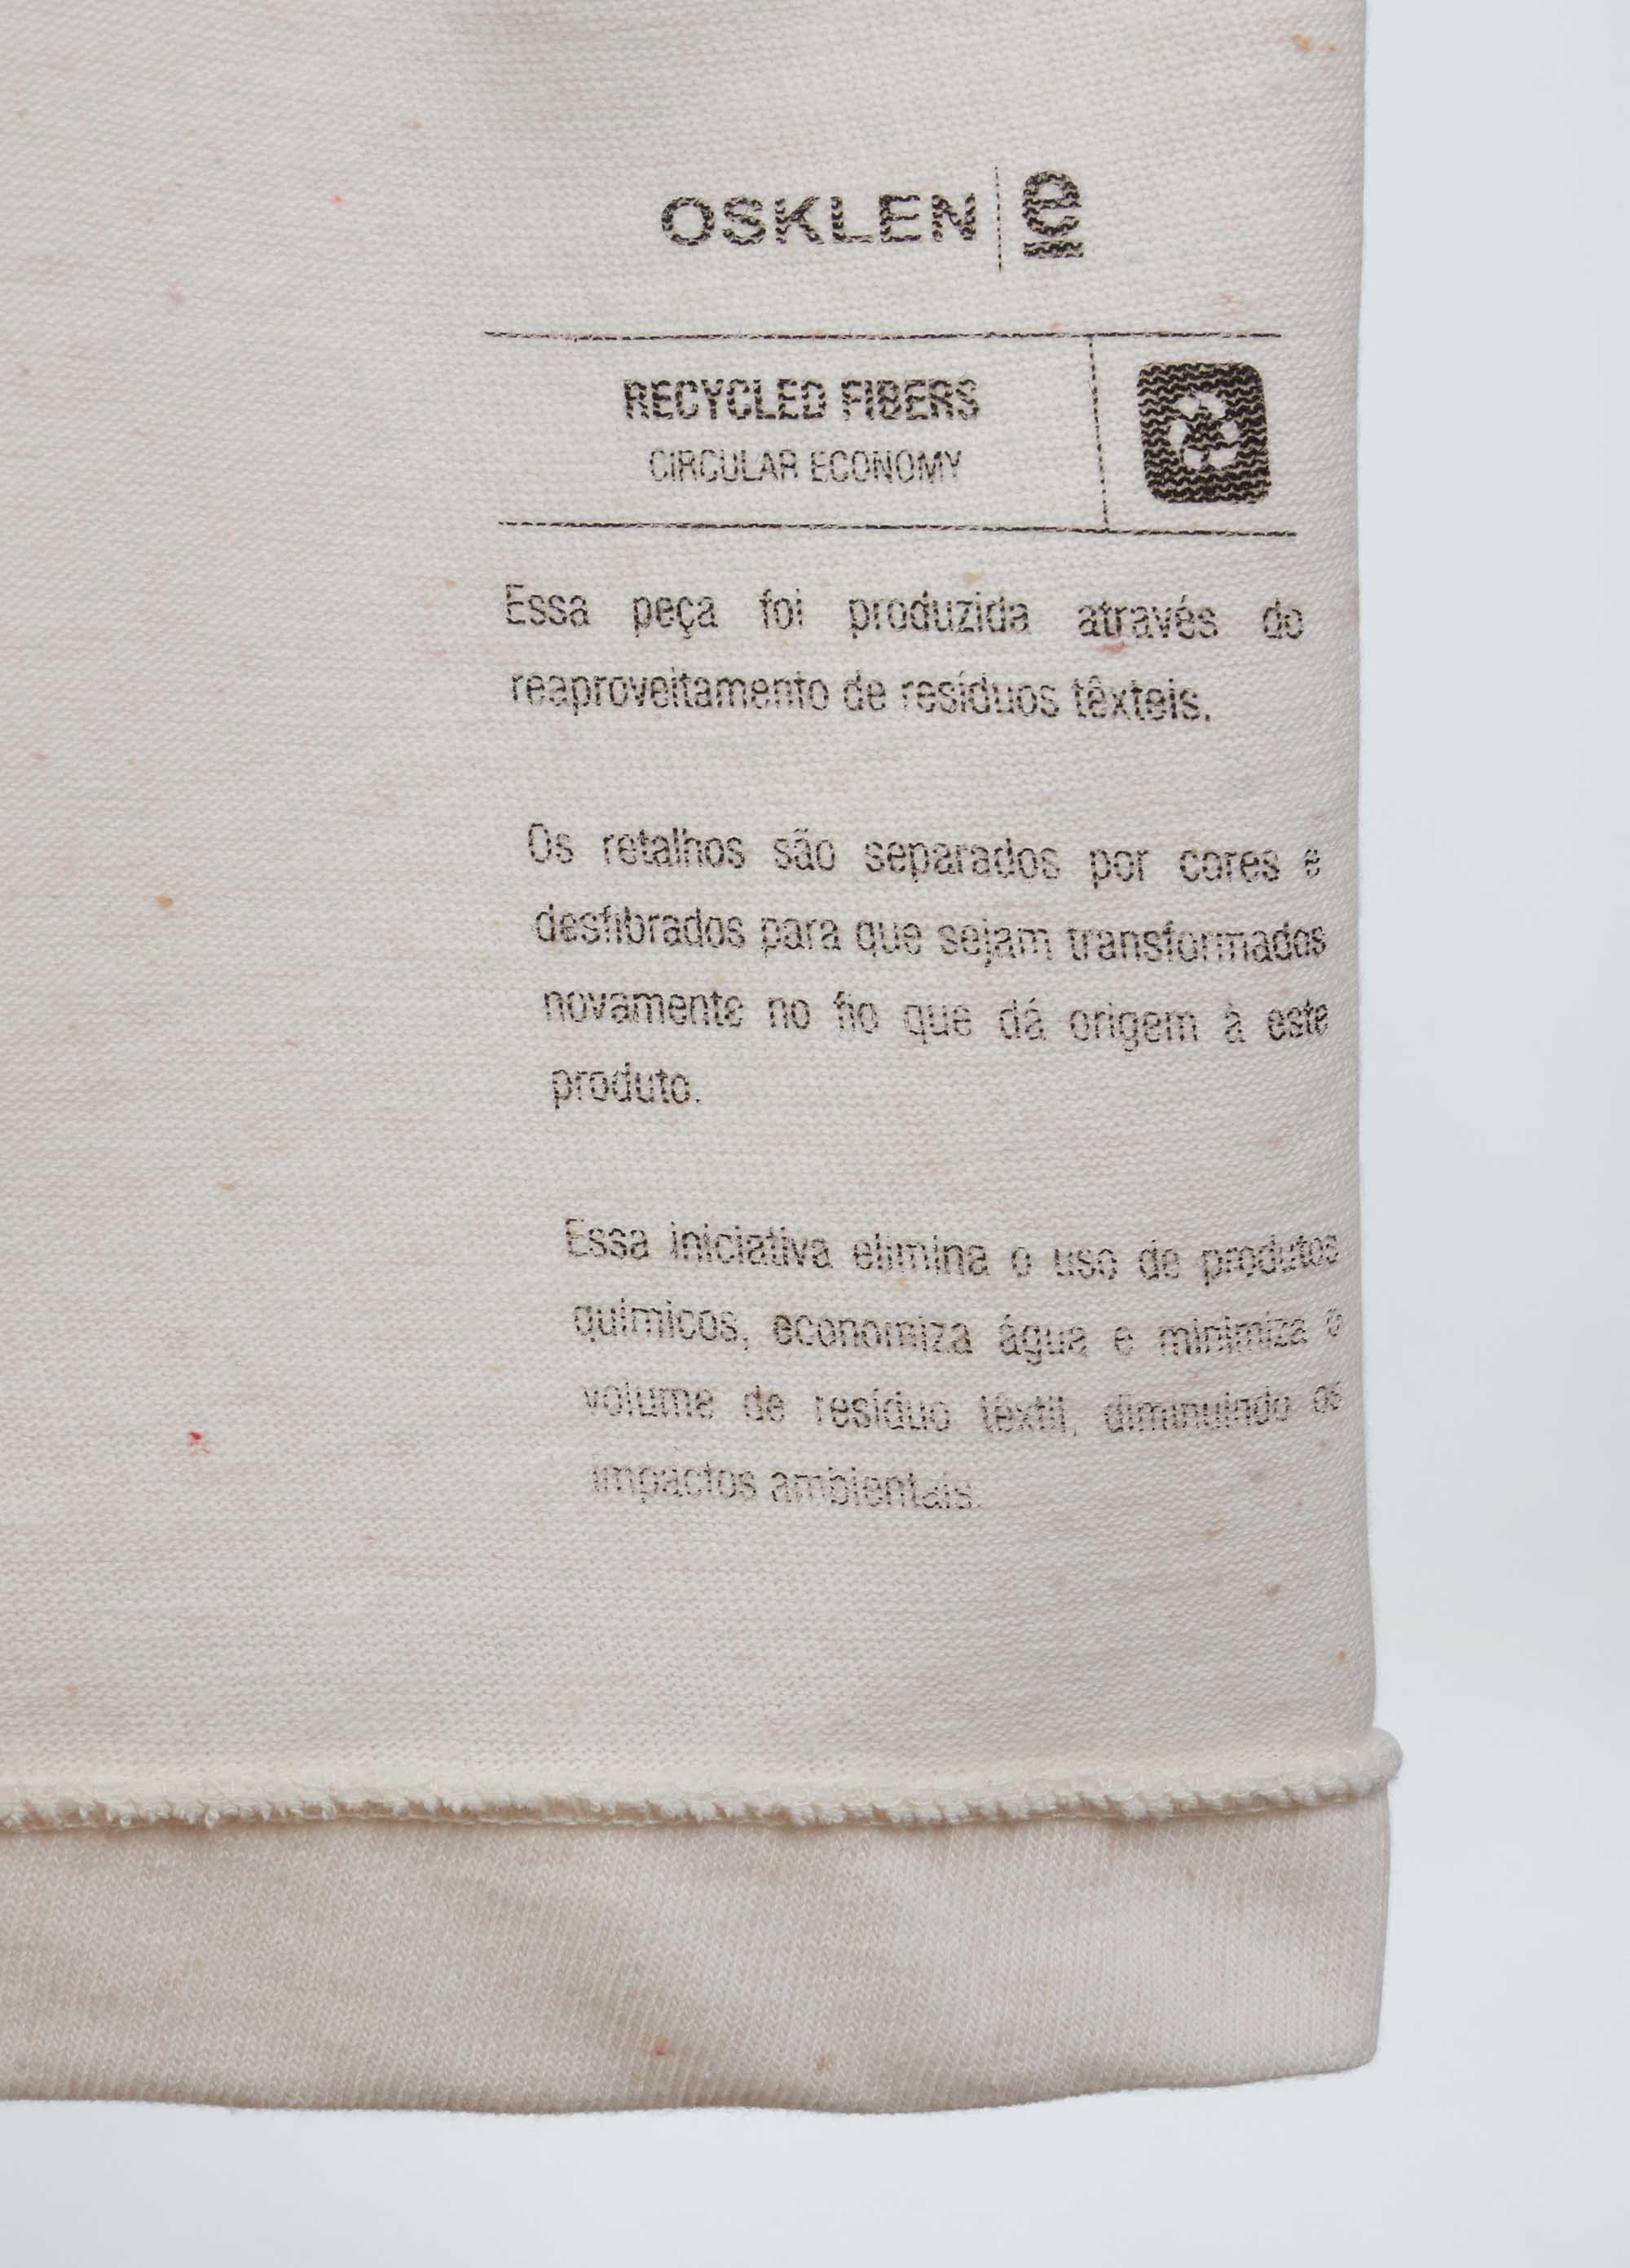 OSKLEN | e
RECYCLED FIBERS
CIRCULAR ECONOMY
Essa peça foi produzida através do
reaproveitamento de resíduos têxteis.
Os retalhos são separados por cores e
desfibrados para que sejam transformados
novamente no fio que dá origem à este
produto.
Essa iniciativa elimina o uso de produtos
químicos, economiza água e minimiza o
volume de resíduo têxtil, diminuindo os
impactos ambientais.